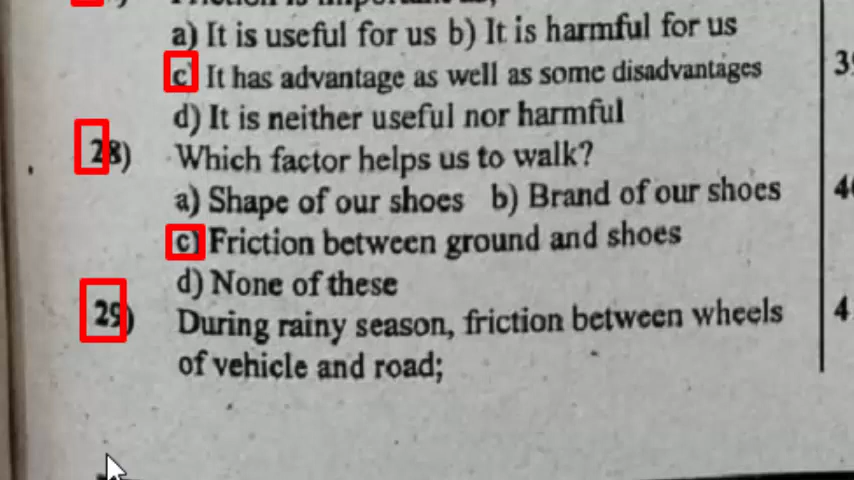 a) It is useful for us b) It is harmful for us
c) It has advantage as well as some disadvantages
d) It is neither useful nor harmful
28) Which factor helps us to walk?
a) Shape of our shoes b) Brand of our shoes
c) Friction between ground and shoes
d) None of these
29) During rainy season, friction between wheels
of vehicle and road;